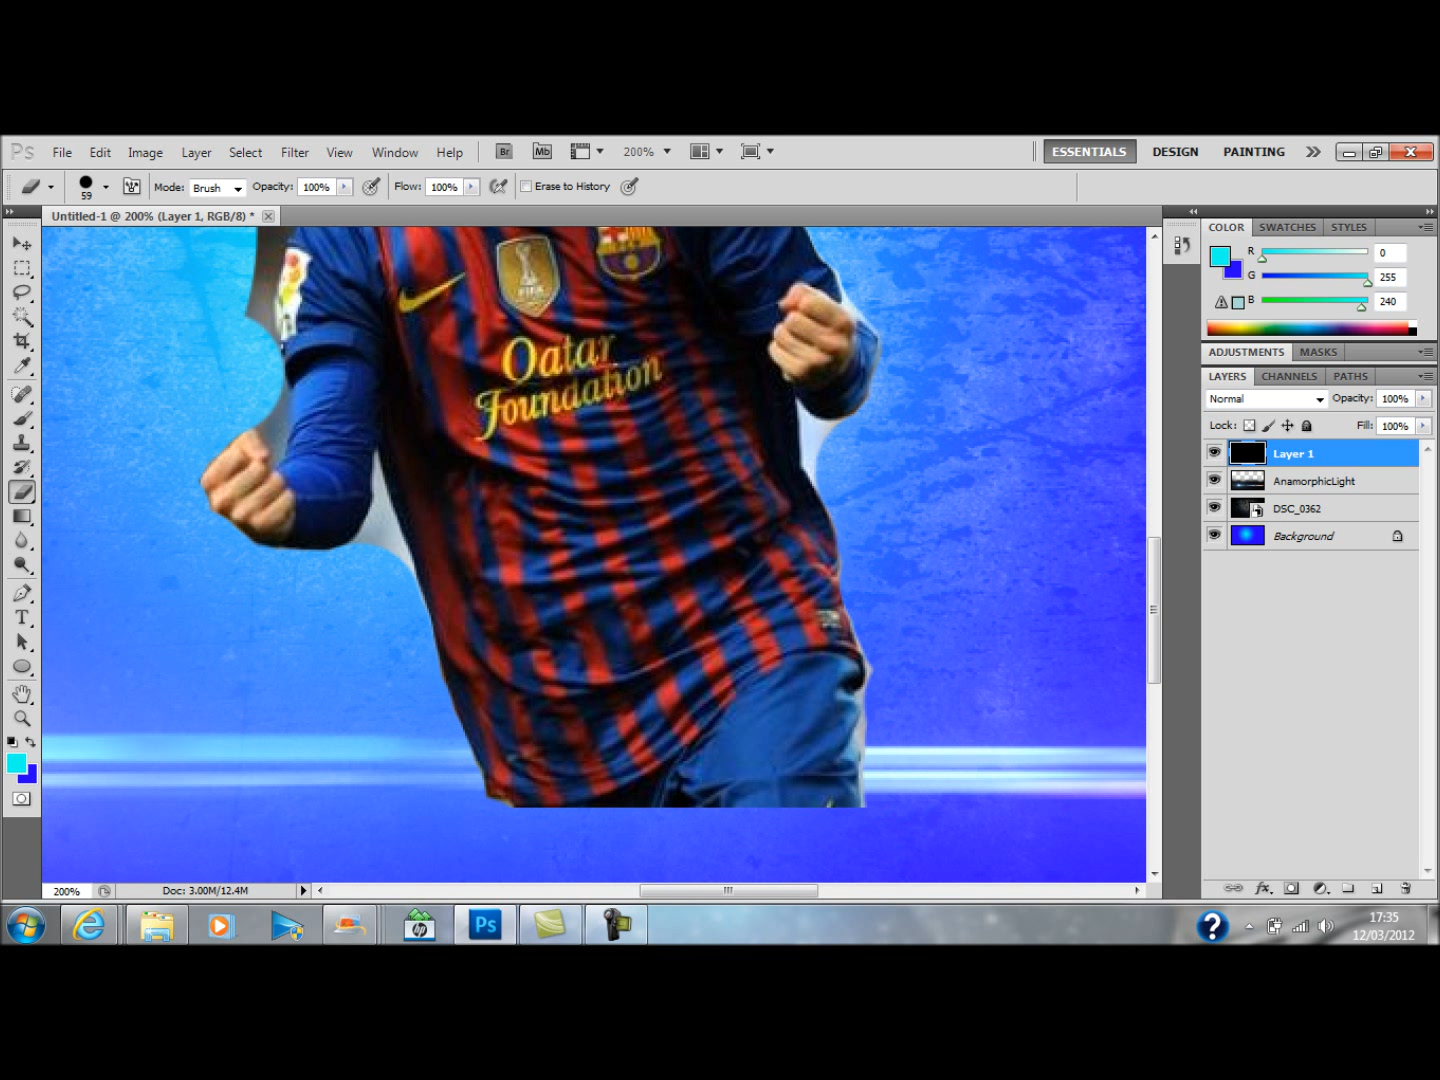 Ps File Edit Image Layer Select Filter View Window Help Br Mb 200% ESSENTIALS DESIGN PAINTING
59 Mode: Brush Opacity: 100% Flow: 100% Erase to History
Untitled-1 @ 200% (Layer 1, RGB/8) *
COLOR SWATCHES STYLES
R 0
G 255
B 240
ADJUSTMENTS MASKS
LAYERS CHANNELS PATHS
Normal Opacity: 100%
Lock: Fill: 100%
Layer 1
AnamorphicLight
DSC_0362
Background
FIFA
Qatar
Foundation
200% Doc: 3.00M/12.4M
hp Ps
17:35
12/03/2012